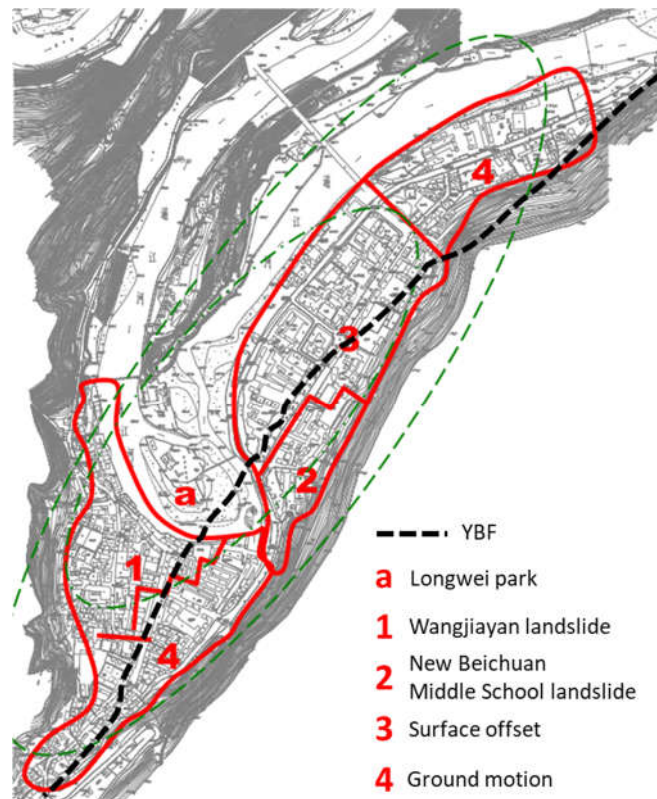 4
3
a
2
1
4
YBF
a Longwei park
1 Wangjiayan landslide
2 New Beichuan
Middle School landslide
3 Surface offset
4 Ground motion